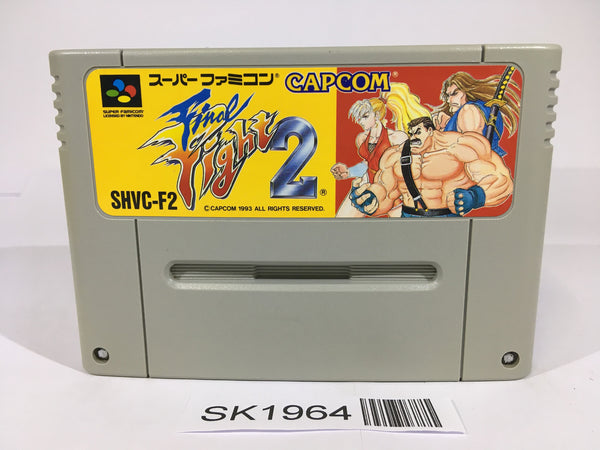 スーパーファミコン® CAPCOM®
SUPER FAMICOM
LICENSED BY NINTENDO
Final
Fight 2®
SHVC-F2
©CAPCOM 1993 ALL RIGHTS RESERVED.
SK1964